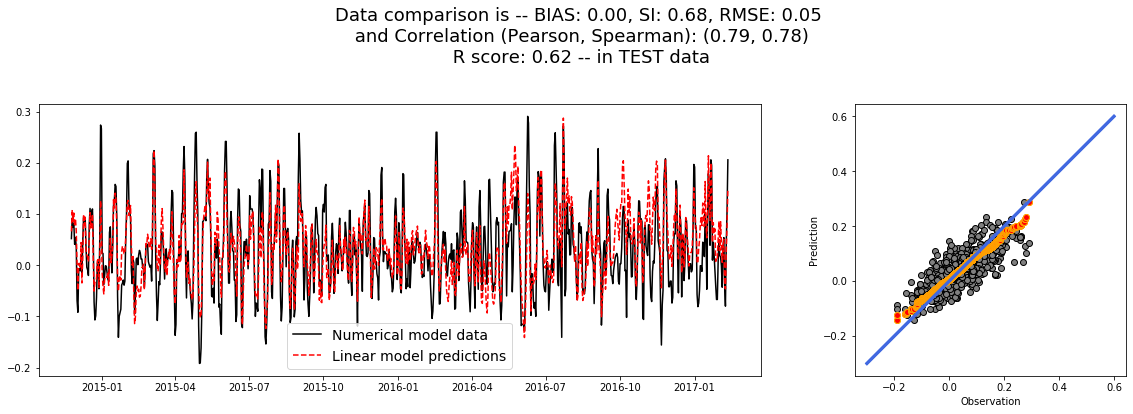 Data comparison is -- BIAS: 0.00, SI: 0.68, RMSE: 0.05
and Correlation (Pearson, Spearman): (0.79, 0.78)
R score: 0.62 -- in TEST data
0.3
0.2
0.1
0.0
−0.1
−0.2
Numerical model data
Linear model predictions
2015-01 2015-04 2015-07 2015-10 2016-01 2016-04 2016-07 2016-10 2017-01
Prediction
0.6
0.4
0.2
0.0
−0.2
−0.2 0.0 0.2 0.4 0.6
Observation